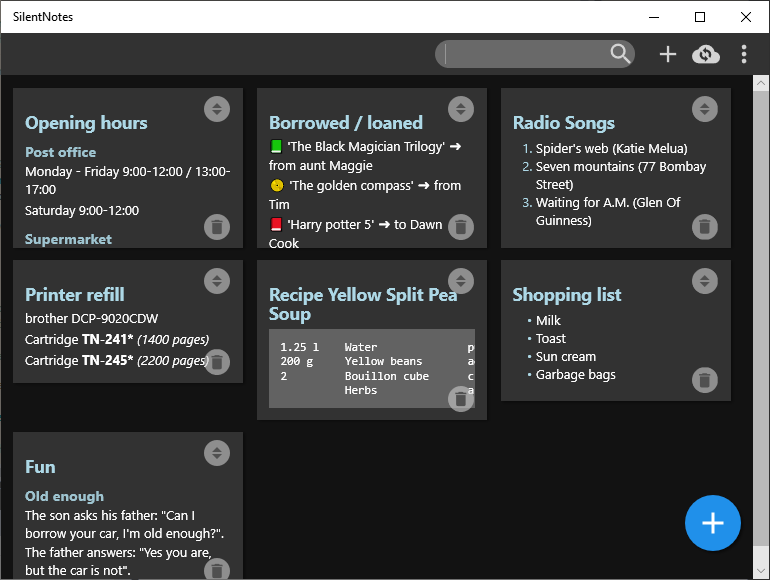 SilentNotes
Opening hours
Post office
Monday - Friday 9:00-12:00 / 13:00-
17:00
Saturday 9:00-12:00
Supermarket
Borrowed / loaned
'The Black Magician Trilogy' ➜
from aunt Maggie
'The golden compass' ➜ from
Tim
'Harry potter 5' ➜ to Dawn
Cook
Radio Songs
1. Spider's web (Katie Melua)
2. Seven mountains (77 Bombay
Street)
3. Waiting for A.M. (Glen Of
Guinness)
Printer refill
brother DCP-9020CDW
Cartridge TN-241* (1400 pages)
Cartridge TN-245* (2200 pages)
Recipe Yellow Split Pea
Soup
1.25 l Water
200 g Yellow beans
2 Bouillon cube
Herbs
Shopping list
• Milk
• Toast
• Sun cream
• Garbage bags
Fun
Old enough
The son asks his father: "Can I
borrow your car, I'm old enough?".
The father answers: "Yes you are,
but the car is not".